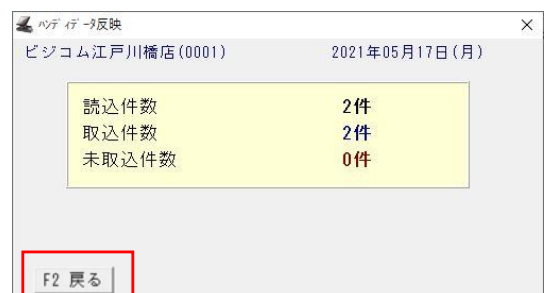 ﾊﾝﾃﾞｨﾃﾞｰﾀ反映
ビジコム江戸川橋店(0001) 2021年05月17日(月)
読込件数 2件
取込件数 2件
未取込件数 0件
F2 戻る